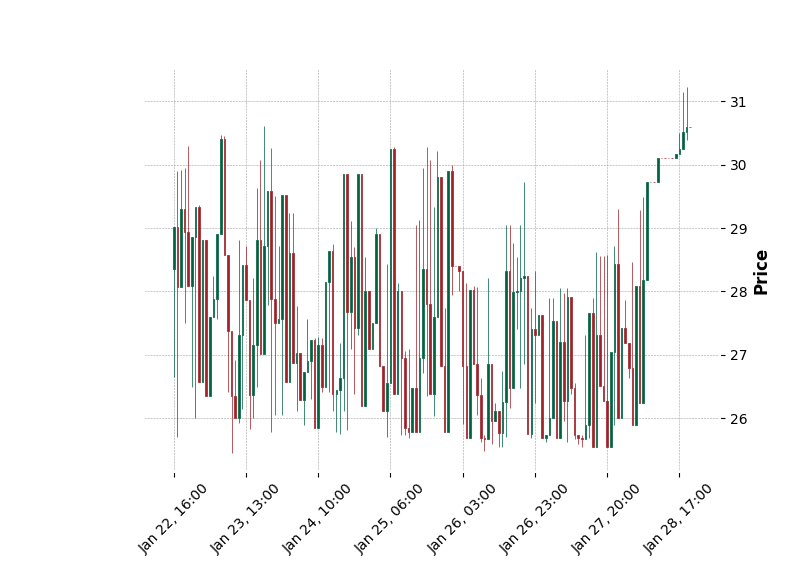 31
30
29
28
27
26
Price
Jan 22, 16:00
Jan 23, 13:00
Jan 24, 10:00
Jan 25, 06:00
Jan 26, 03:00
Jan 26, 23:00
Jan 27, 20:00
Jan 28, 17:00